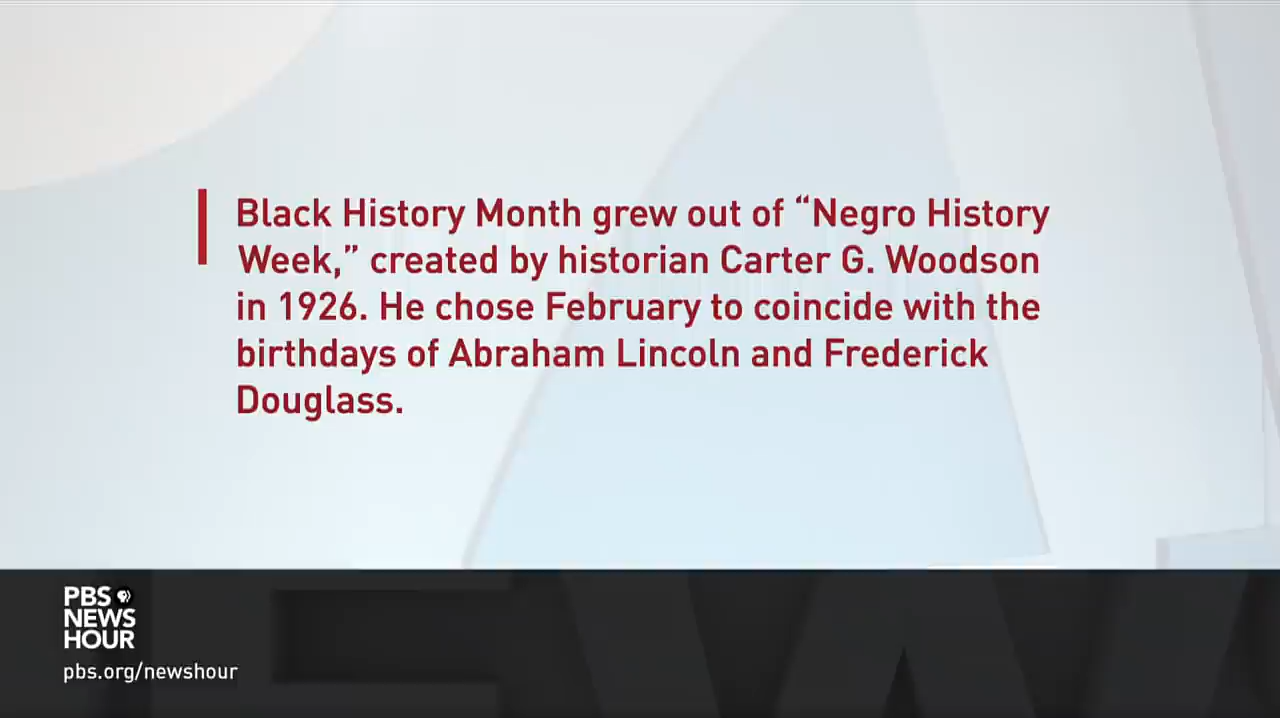 Black History Month grew out of “Negro History
Week,” created by historian Carter G. Woodson
in 1926. He chose February to coincide with the
birthdays of Abraham Lincoln and Frederick
Douglass.
PBS
NEWS
HOUR
pbs.org/newshour